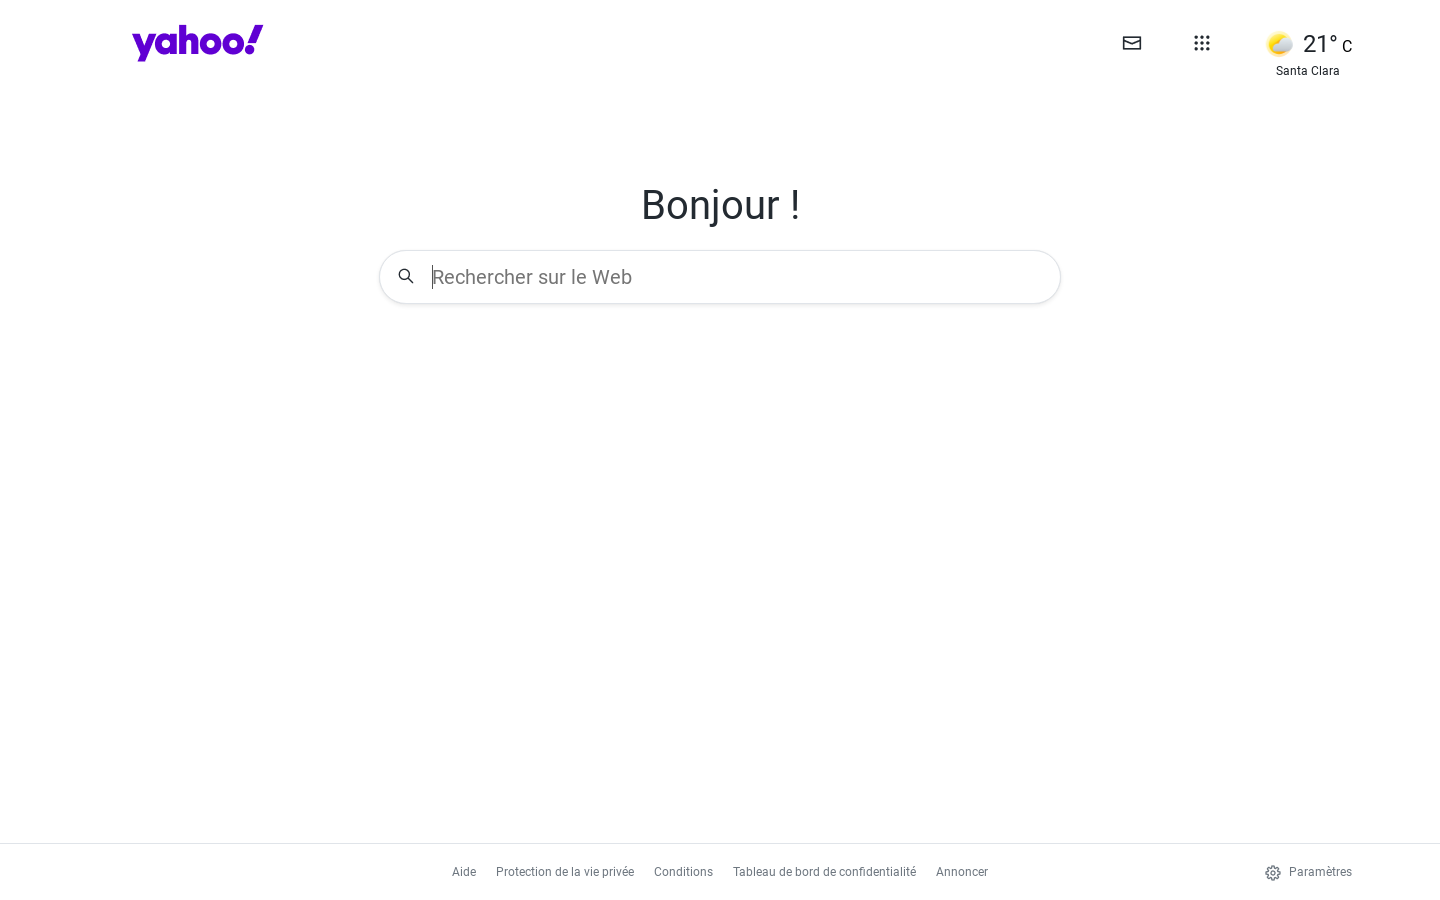 yahoo!
21° C
Santa Clara
Bonjour !
Rechercher sur le Web
Aide Protection de la vie privée Conditions Tableau de bord de confidentialité Annoncer Paramètres